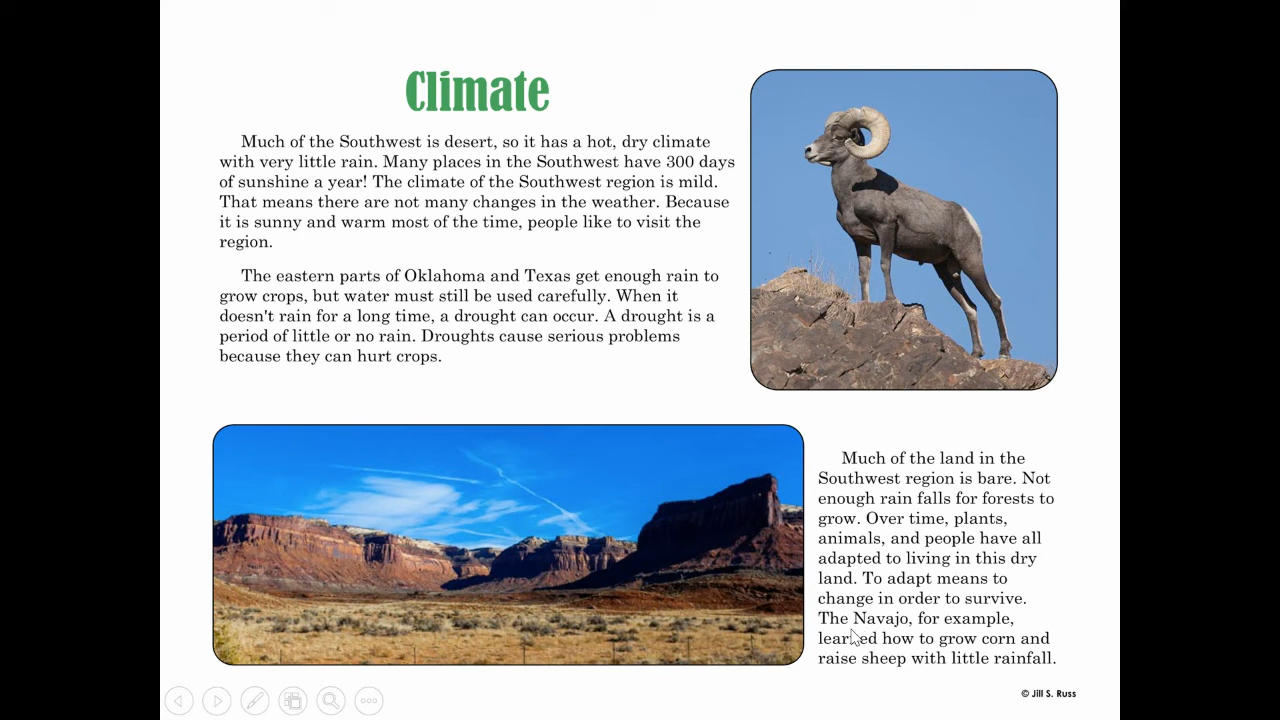 Climate
Much of the Southwest is desert, so it has a hot, dry climate
with very little rain. Many places in the Southwest have 300 days
of sunshine a year! The climate of the Southwest region is mild.
That means there are not many changes in the weather. Because
it is sunny and warm most of the time, people like to visit the
region.
The eastern parts of Oklahoma and Texas get enough rain to
grow crops, but water must still be used carefully. When it
doesn't rain for a long time, a drought can occur. A drought is a
period of little or no rain. Droughts cause serious problems
because they can hurt crops.
Much of the land in the
Southwest region is bare. Not
enough rain falls for forests to
grow. Over time, plants,
animals, and people have all
adapted to living in this dry
land. To adapt means to
change in order to survive.
The Navajo, for example,
learned how to grow corn and
raise sheep with little rainfall.
© Jill S. Russ